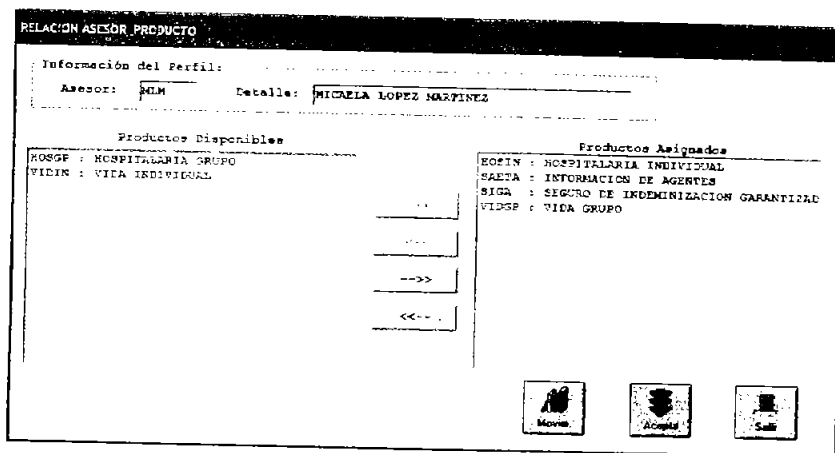 RELACION ASESOR_PRODUCTO
Información del Perfil:
Asesor: MLM Detalle: MICAELA LOPEZ MARTINEZ
Productos Disponibles
HOSGP : HOSPITALARIA GRUPO
VIDIN : VIDA INDIVIDUAL
Productos Asignados
HOSIN : HOSPITALARIA INDIVIDUAL
SAETA : INFORMACION DE AGENTES
SIGA : SEGURO DE INDEMINIZACION GARANTIZAD
VIDGP : VIDA GRUPO
-->>
<<--
Acepta
Salir